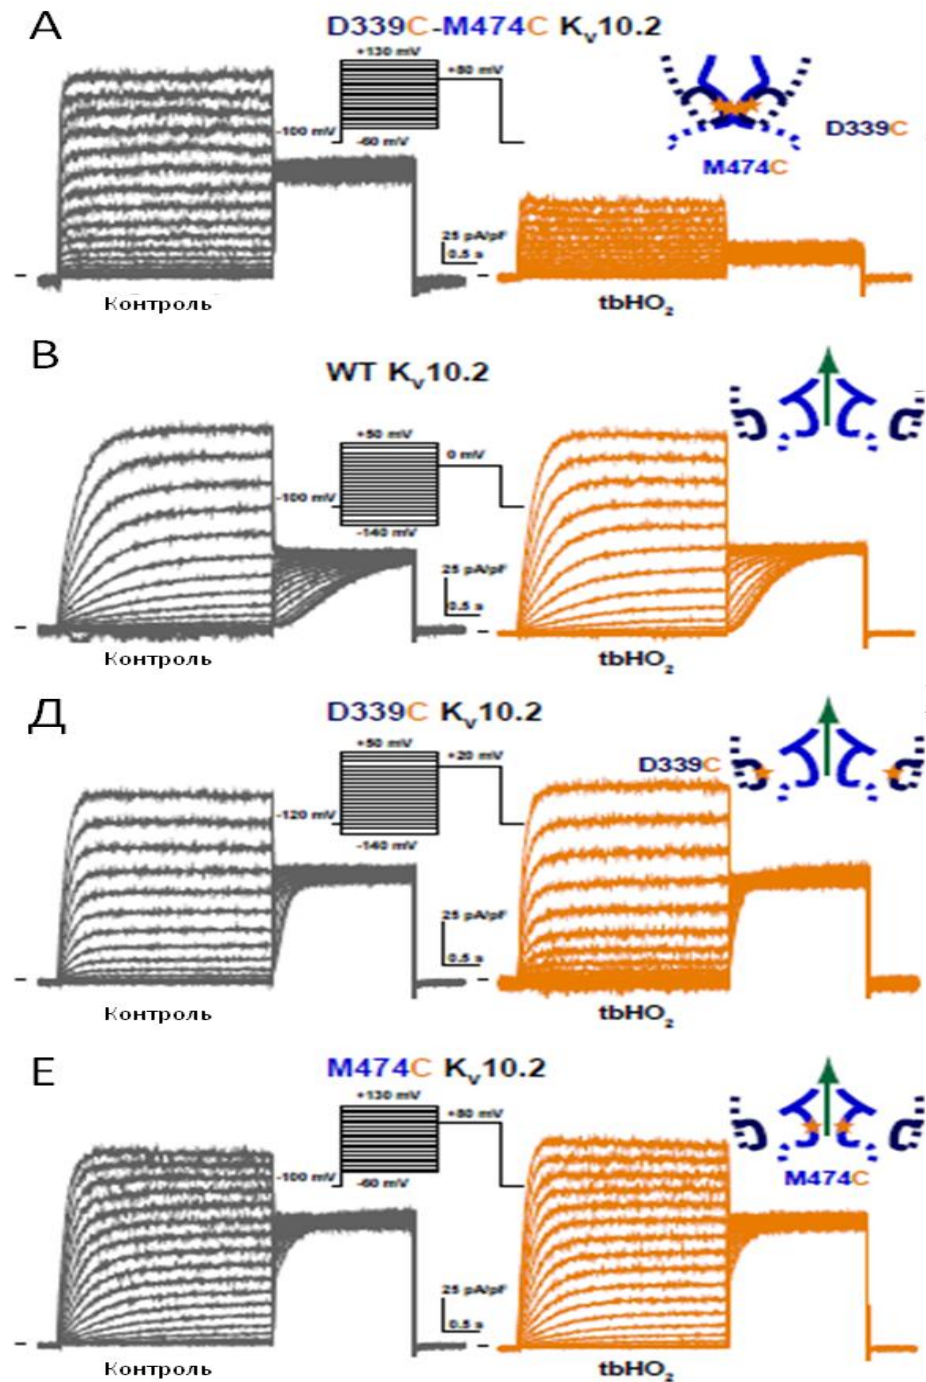 A
D339C-M474C Kv10.2
+130 mV
+80 mV
-100 mV
-60 mV
D339C
M474C
25 pA/pF
0.5 s
Контроль
tbHO2
B
WT Kv10.2
+50 mV
0 mV
-100 mV
-140 mV
25 pA/pF
0.5 s
Контроль
tbHO2
Д
D339C Kv10.2
+50 mV
+20 mV
D339C
-120 mV
-140 mV
25 pA/pF
0.5 s
Контроль
tbHO2
E
M474C Kv10.2
+130 mV
+80 mV
-100 mV
-60 mV
M474C
25 pA/pF
0.5 s
Контроль
tbHO2